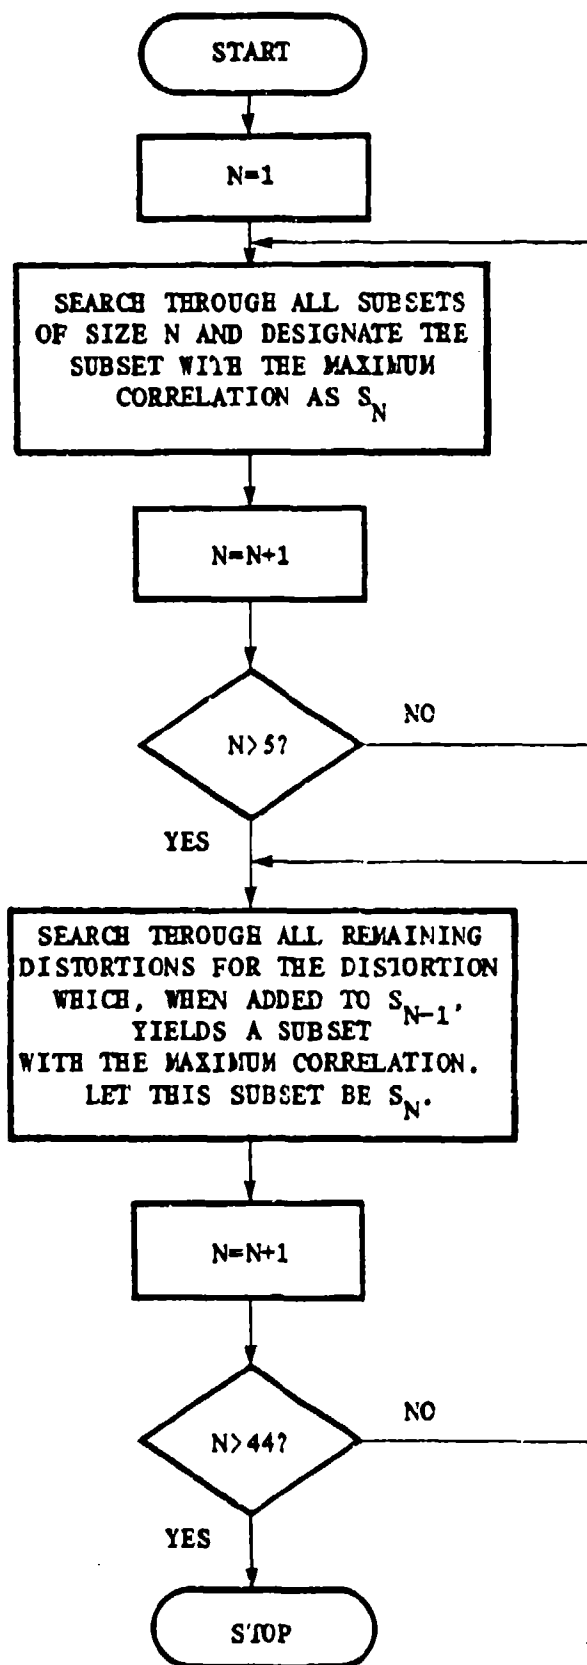 START
N=1
SEARCH THROUGH ALL SUBSETS
OF SIZE N AND DESIGNATE THE
SUBSET WITH THE MAXIMUM
CORRELATION AS S_N
N=N+1
N>5?
NO
YES
SEARCH THROUGH ALL REMAINING
DISTORTIONS FOR THE DISTORTION
WHICH, WHEN ADDED TO S_N-1,
YIELDS A SUBSET
WITH THE MAXIMUM CORRELATION.
LET THIS SUBSET BE S_N.
N=N+1
N>44?
NO
YES
STOP